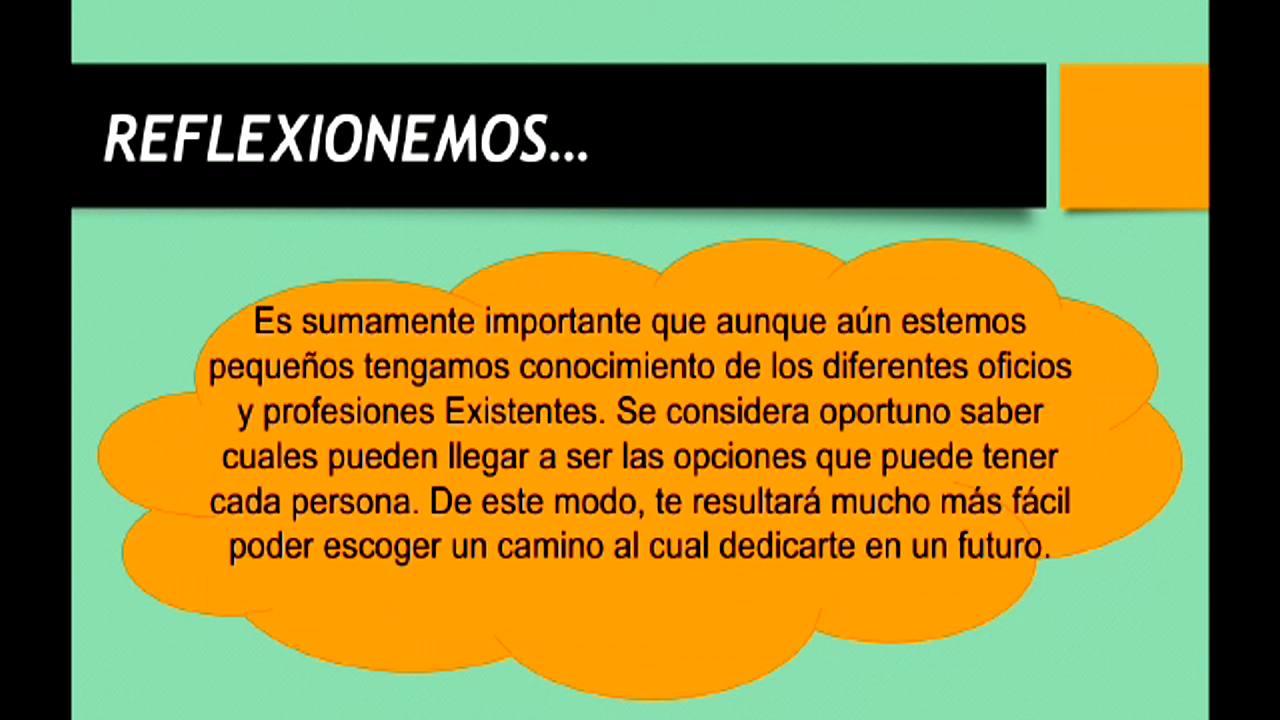 REFLEXIONEMOS...
Es sumamente importante que aunque aún estemos
pequeños tengamos conocimiento de los diferentes oficios
y profesiones Existentes. Se considera oportuno saber
cuales pueden llegar a ser las opciones que puede tener
cada persona. De este modo, te resultará mucho más fácil
poder escoger un camino al cual dedicarte en un futuro.